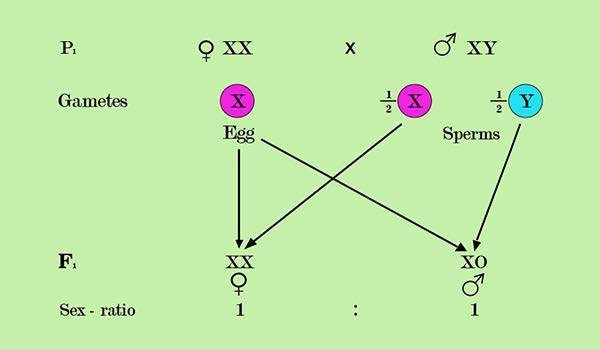 P₁ ♀ XX x ♂ XY
Gametes X ½ X ½ Y
Egg Sperms
F₁ XX XO
♀ ♂
Sex - ratio 1 : 1